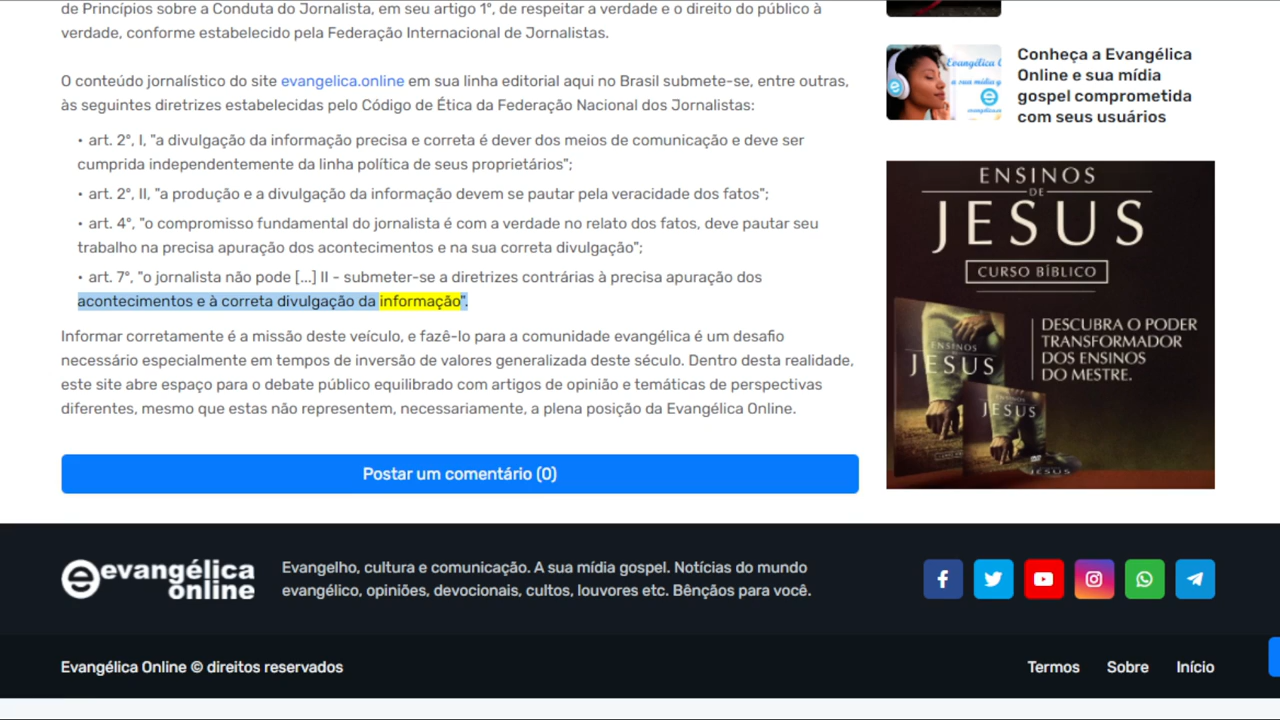 de Princípios sobre a Conduta do Jornalista, em seu artigo 1º, de respeitar a verdade e o direito do público à
verdade, conforme estabelecido pela Federação Internacional de Jornalistas.
O conteúdo jornalístico do site evangelica.online em sua linha editorial aqui no Brasil submete-se, entre outras,
às seguintes diretrizes estabelecidas pelo Código de Ética da Federação Nacional dos Jornalistas:
• art. 2º, I, "a divulgação da informação precisa e correta é dever dos meios de comunicação e deve ser
cumprida independentemente da linha política de seus proprietários";
• art. 2º, II, "a produção e a divulgação da informação devem se pautar pela veracidade dos fatos";
• art. 4º, "o compromisso fundamental do jornalista é com a verdade no relato dos fatos, deve pautar seu
trabalho na precisa apuração dos acontecimentos e na sua correta divulgação";
• art. 7º, "o jornalista não pode [...] II - submeter-se a diretrizes contrárias à precisa apuração dos
acontecimentos e à correta divulgação da informação".
Informar corretamente é a missão deste veículo, e fazê-lo para a comunidade evangélica é um desafio
necessário especialmente em tempos de inversão de valores generalizada deste século. Dentro desta realidade,
este site abre espaço para o debate público equilibrado com artigos de opinião e temáticas de perspectivas
diferentes, mesmo que estas não representem, necessariamente, a plena posição da Evangélica Online.
Postar um comentário (0)
Conheça a Evangélica
Online e sua mídia
gospel comprometida
com seus usuários
ENSINOS
DE
JESUS
CURSO BÍBLICO
DESCUBRA O PODER
TRANSFORMADOR
DOS ENSINOS
DO MESTRE.
ENSINOS
JESUS
JESUS
JESUS
evangélica
online
Evangelho, cultura e comunicação. A sua mídia gospel. Notícias do mundo
evangélico, opiniões, devocionais, cultos, louvores etc. Bênçãos para você.
Evangélica Online © direitos reservados
Termos Sobre Início